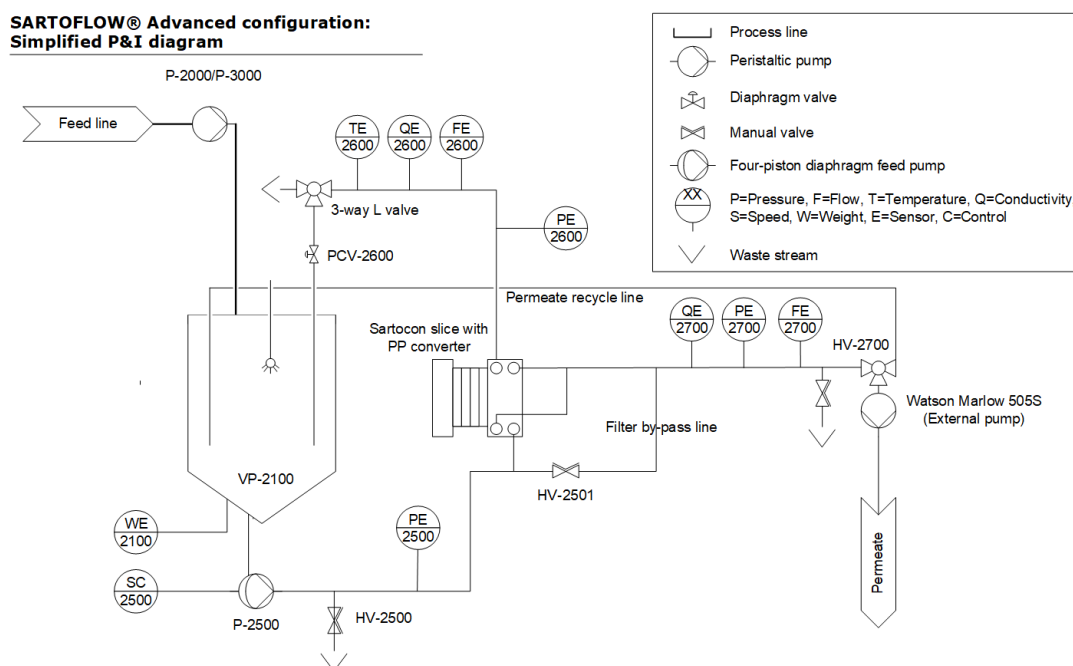 SARTOFLOW® Advanced configuration:
Simplified P&I diagram
P-2000/P-3000
Feed line
TE
2600
QE
2600
FE
2600
3-way L valve
PE
2600
PCV-2600
Permeate recycle line
Sartocon slice with
PP converter
QE
2700
PE
2700
FE
2700
HV-2700
Watson Marlow 505S
(External pump)
Filter by-pass line
VP-2100
HV-2501
WE
2100
PE
2500
SC
2500
P-2500
HV-2500
Permeate
Process line
Peristaltic pump
Diaphragm valve
Manual valve
Four-piston diaphragm feed pump
XX
P=Pressure, F=Flow, T=Temperature, Q=Conductivity,
S=Speed, W=Weight, E=Sensor, C=Control
Waste stream